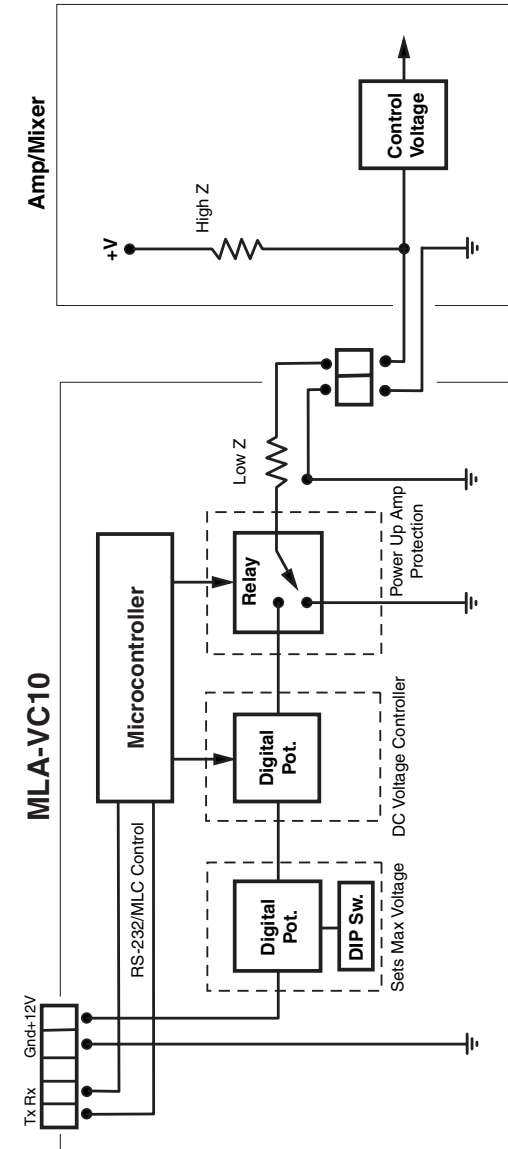 MLA-VC10
Amp/Mixer
Tx Rx
Gnd+12V
RS-232/MLC Control
Microcontroller
Digital
Pot.
DIP Sw.
Sets Max Voltage
Digital
Pot.
DC Voltage Controller
Relay
Power Up Amp
Protection
Low Z
+V
High Z
Control
Voltage